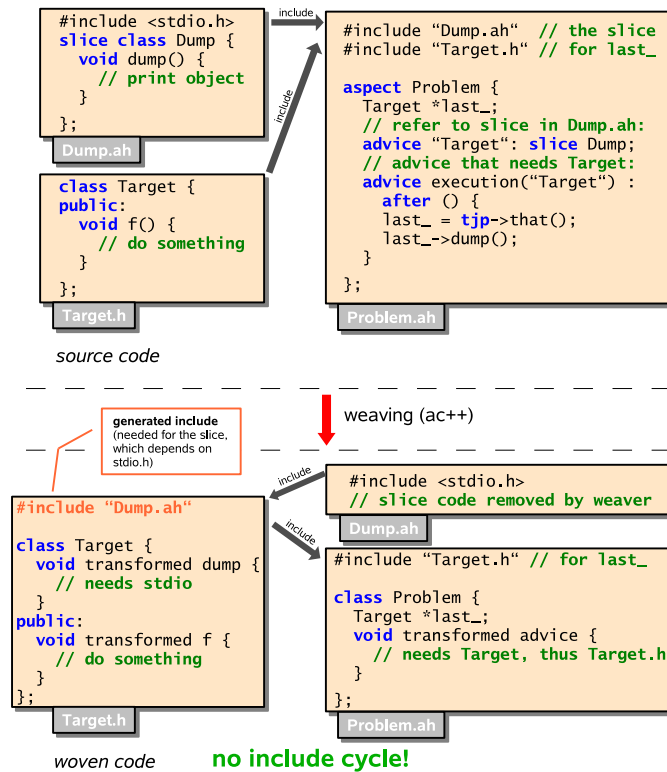 #include <stdio.h>
slice class Dump {
void dump() {
// print object
}
};
Dump.ah
include
include
class Target {
public:
void f() {
// do something
}
};
Target.h
#include “Dump.ah“ // the slice
#include “Target.h“ // for last_
aspect Problem {
Target *last_;
// refer to slice in Dump.ah:
advice “Target“: slice Dump;
// advice that needs Target:
advice execution(“Target“) :
after () {
last_ = tjp->that();
last_->dump();
}
};
Problem.ah
source code
weaving (ac++)
generated include
(needed for the slice,
which depends on
stdio.h)
#include “Dump.ah“
class Target {
void transformed dump {
// needs stdio
}
public:
void transformed f {
// do something
}
};
Target.h
include
include
#include <stdio.h>
// slice code removed by weaver
Dump.ah
#include “Target.h“ // for last_
class Problem {
Target *last_;
void transformed advice {
// needs Target, thus Target.h
}
};
Problem.ah
woven code
no include cycle!